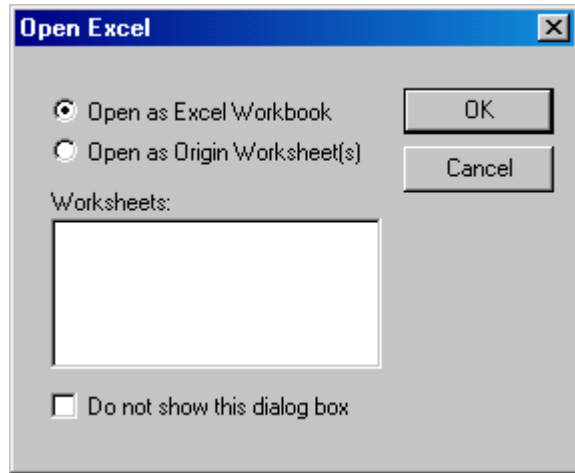 Open Excel
Open as Excel Workbook
OK
Open as Origin Worksheet(s)
Cancel
Worksheets:
Do not show this dialog box